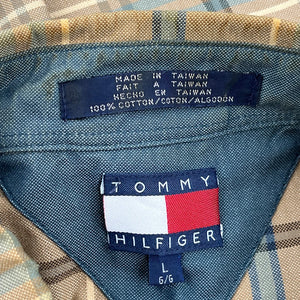 MADE IN TAIWAN
FAIT A TAIWAN
HECHO EN TAIWAN
100% COTTON/COTON/ALGODON
TOMMY
HILFIGER
L
G/G